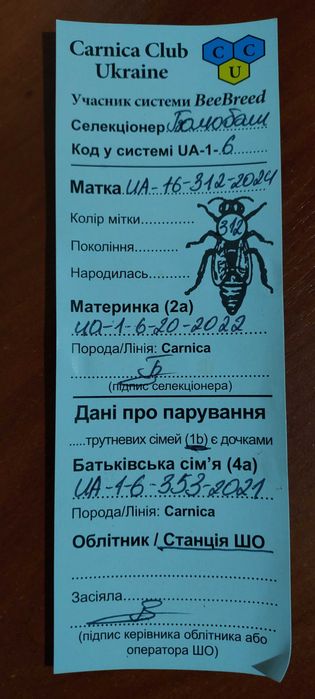 Carnica Club
Ukraine
C C U
Учасник системи BeeBreed
Селекціонер
Код у системі UA-1-6
Матка UA-16-312-2024
Колір мітки............
312
Покоління............
Народилась............
Материнка (2а)
UA-1-6-20-2022
Порода/Лінія: Carnica
(підпис селекціонера)
Дані про парування
.....трутневих сімей (1b) є дочками
Батьківська сім'я (4а)
UA-1-6-353-2021
Порода/Лінія: Carnica
Облітник / Станція ШО
Засіяла............
(підпис керівника облітника або
оператора ШО)